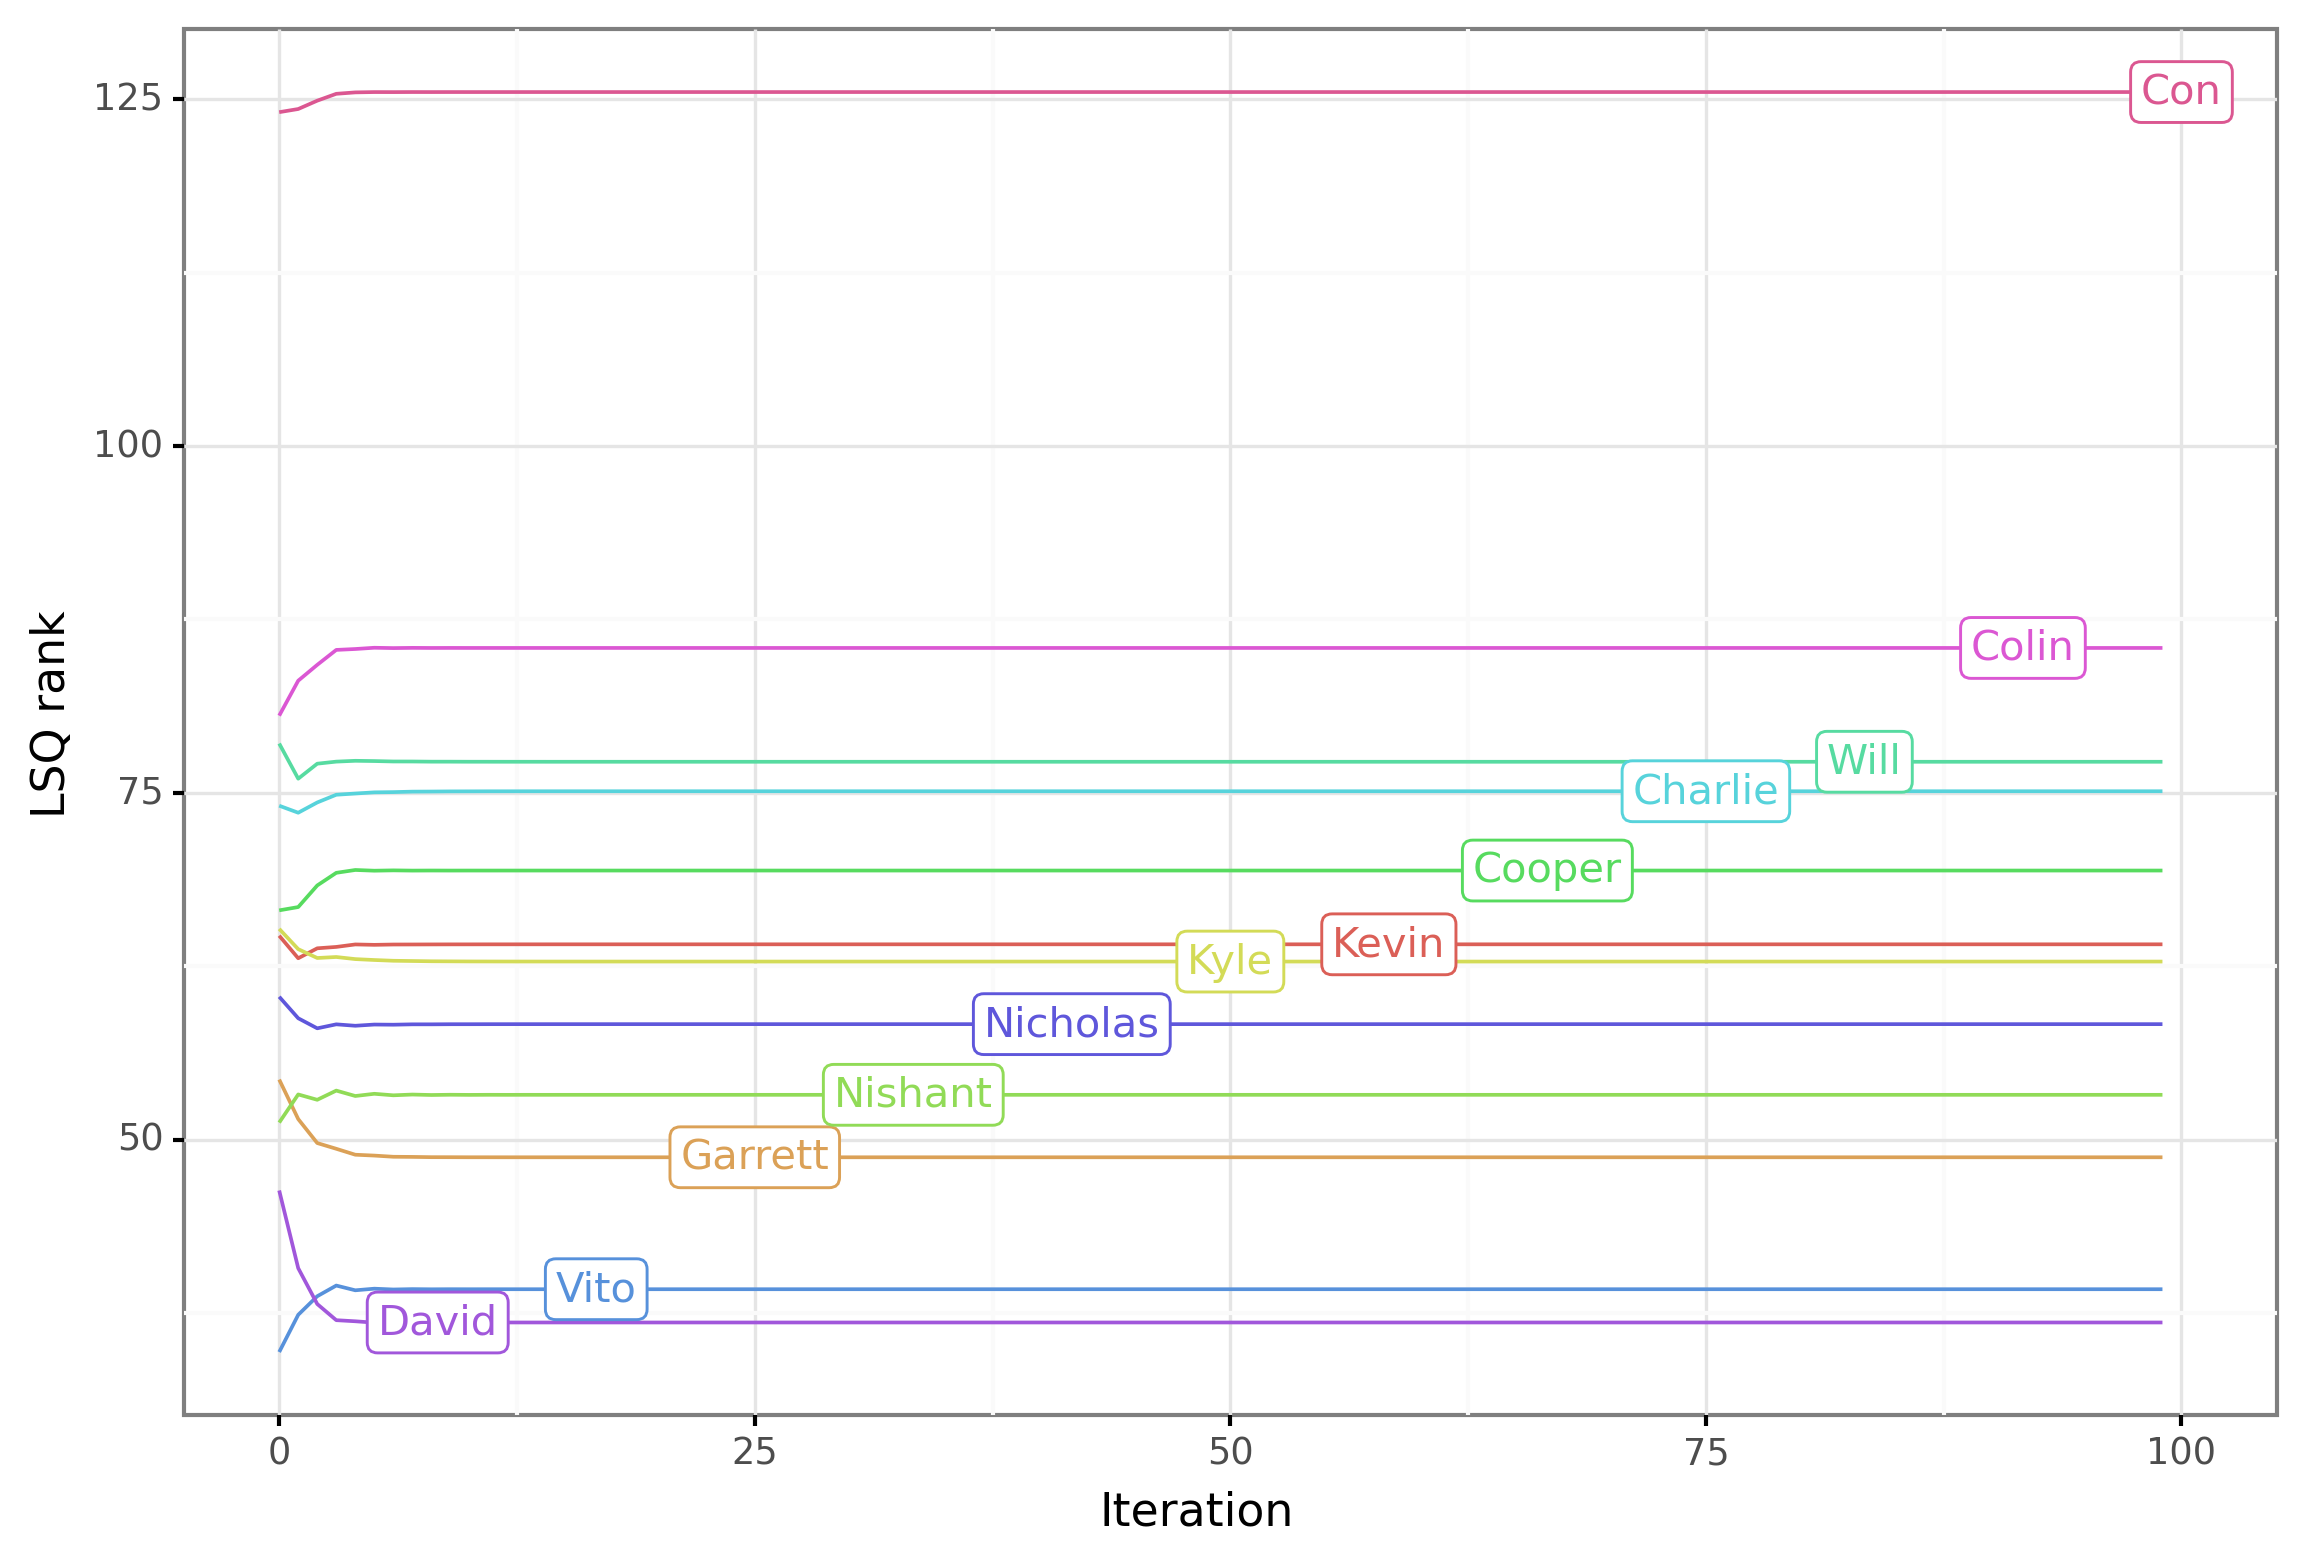 125
Con
100
LSQ rank
Colin
Will
75
Charlie
Cooper
Kevin
Kyle
Nicholas
Nishant
50
Garrett
Vito
David
0 25 50 75 100
Iteration